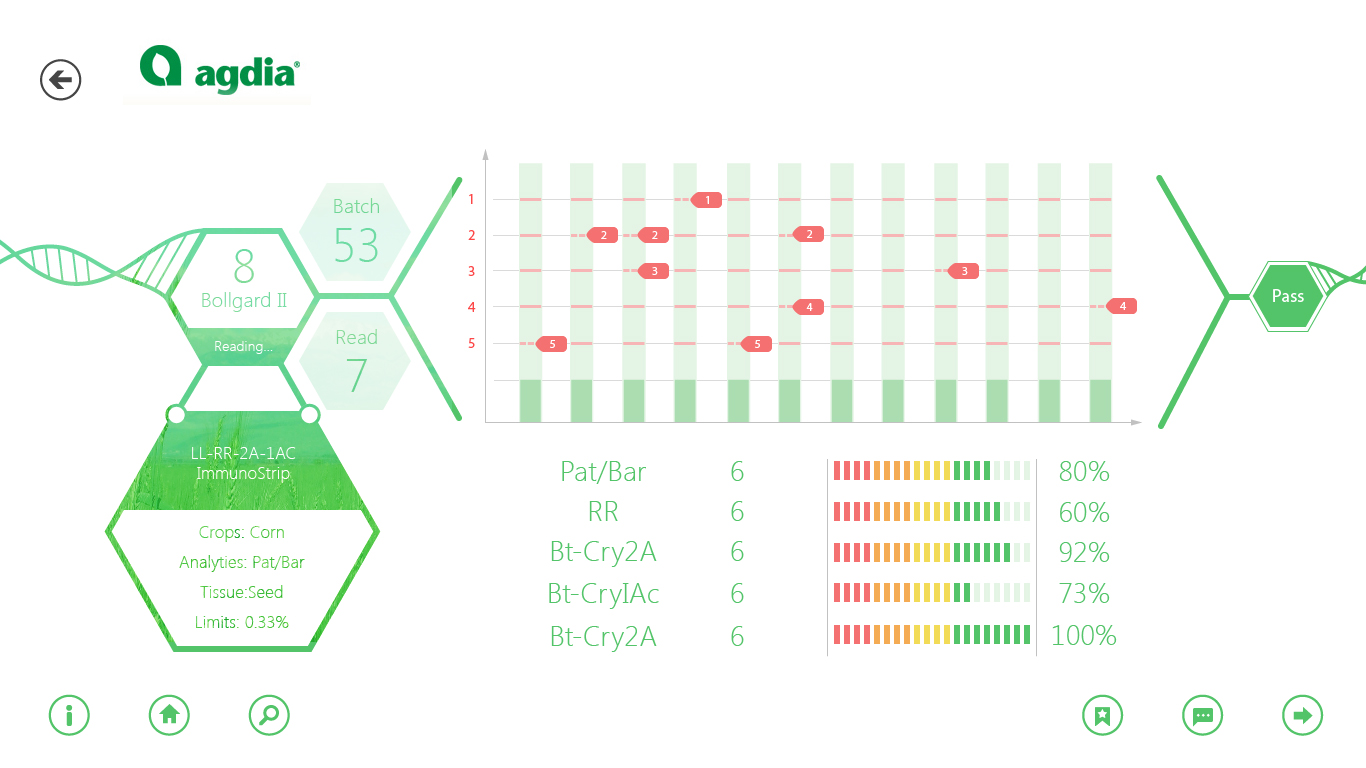 agdia®
Batch
53
8
Bollgard II
Reading...
Read
7
LL-RR-2A-1AC
ImmunoStrip
Crops: Corn
Analyties: Pat/Bar
Tissue:Seed
Limits: 0.33%
1 1
2 2 2 2
3 3 3
4 4 4
5 5 5
Pass
Pat/Bar 6 80%
RR 6 60%
Bt-Cry2A 6 92%
Bt-CryIAc 6 73%
Bt-Cry2A 6 100%